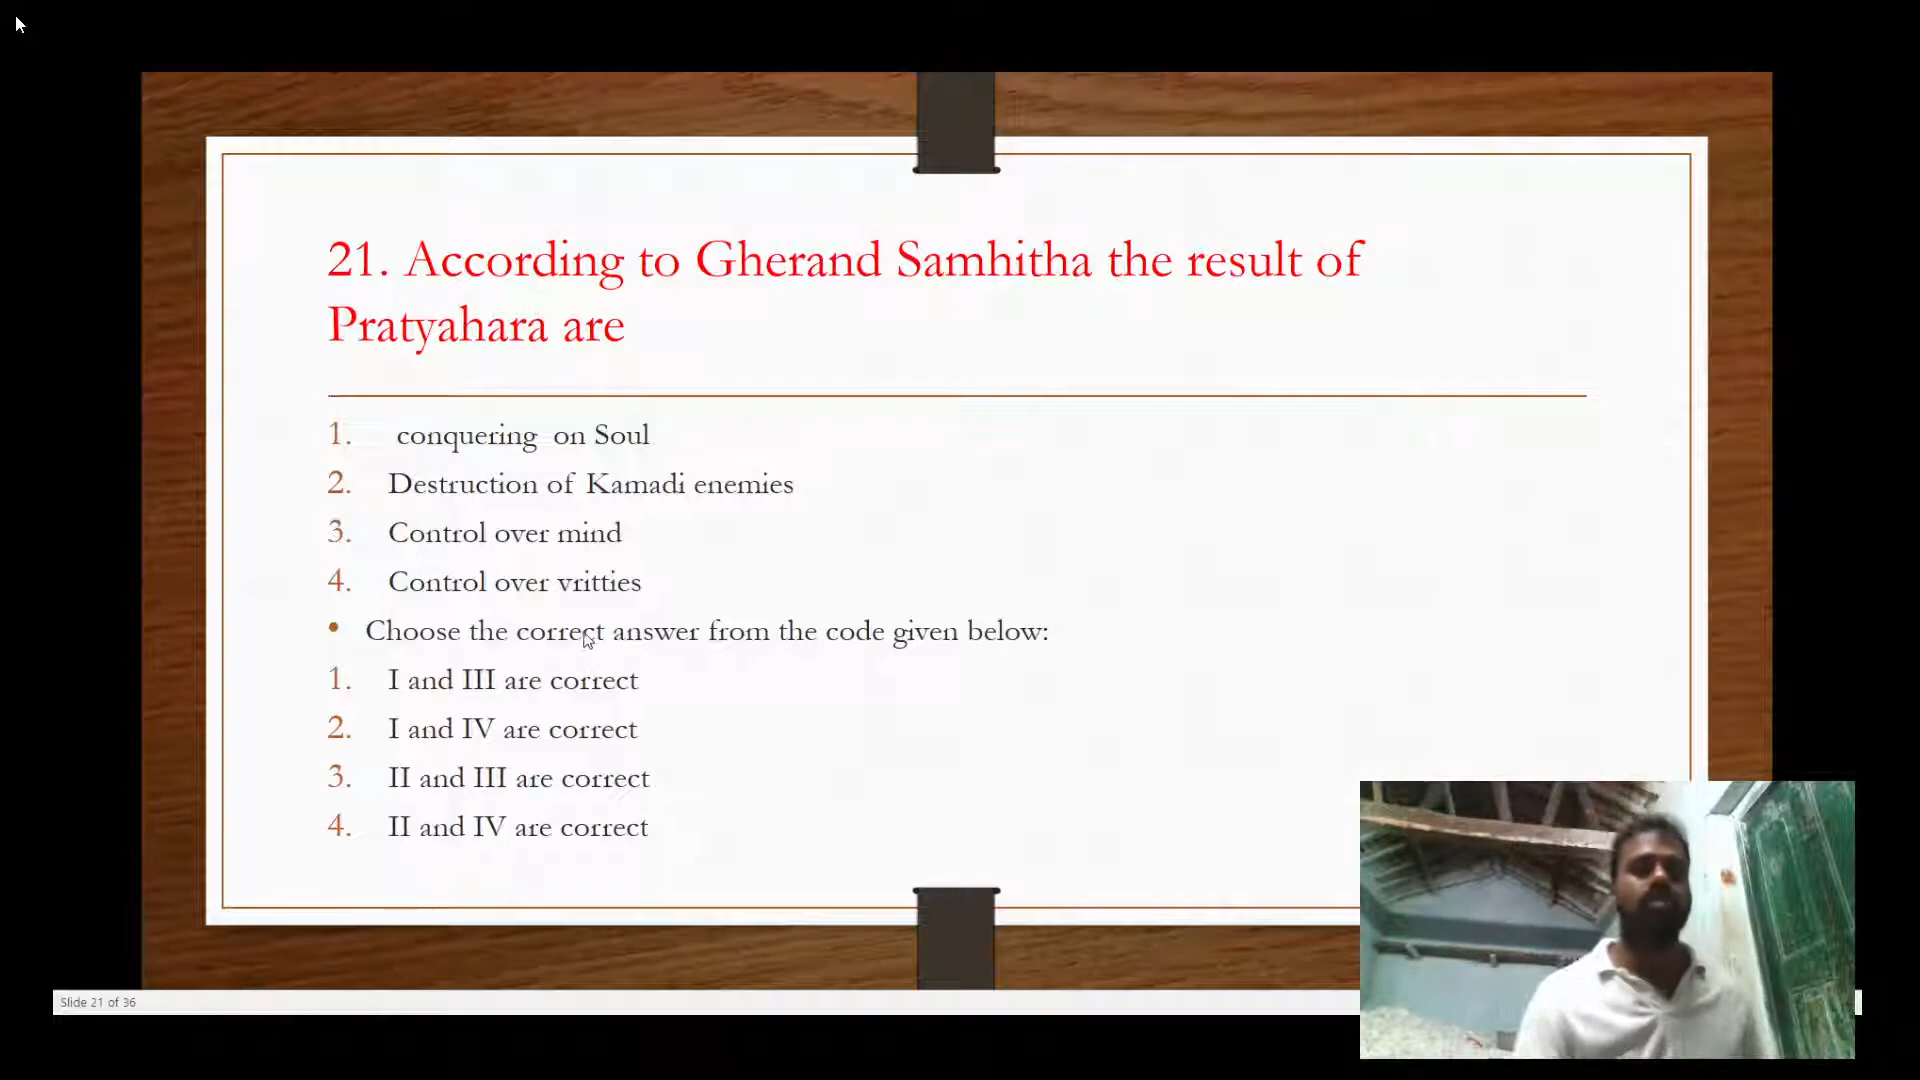 21. According to Gherand Samhitha the result of
Pratyahara are
1. conquering on Soul
2. Destruction of Kamadi enemies
3. Control over mind
4. Control over vritties
• Choose the correct answer from the code given below:
1. I and III are correct
2. I and IV are correct
3. II and III are correct
4. II and IV are correct
Slide 21 of 36